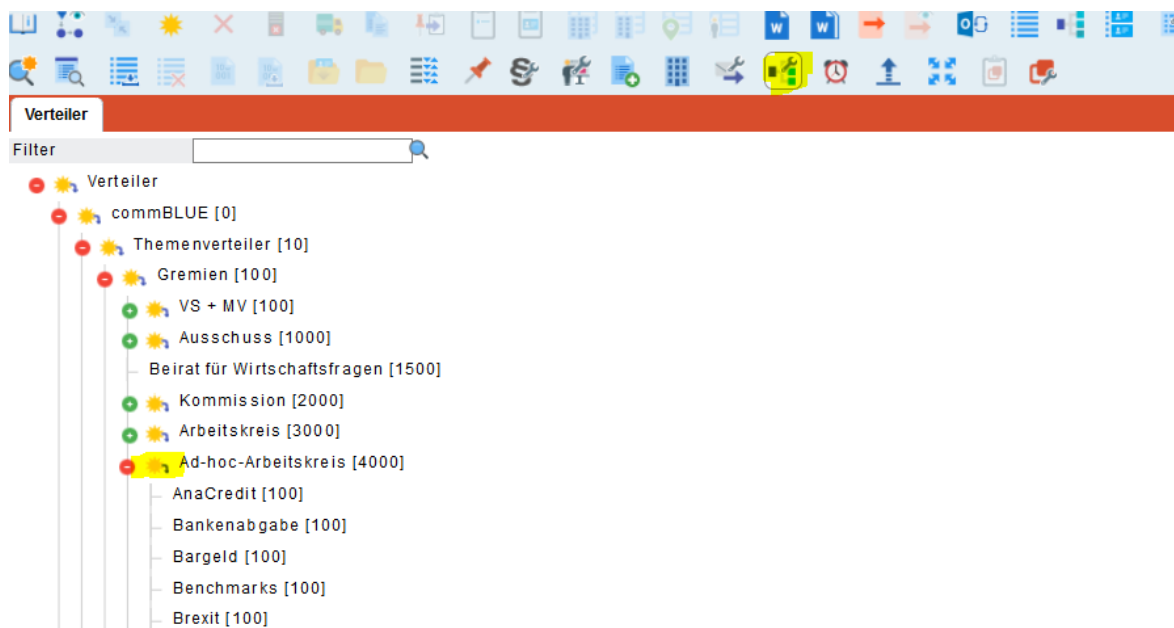 Verteiler
Filter
Verteiler
commBLUE [0]
Themenverteiler [10]
Gremien [100]
VS + MV [100]
Ausschuss [1000]
Beirat für Wirtschaftsfragen [1500]
Kommission [2000]
Arbeitskreis [3000]
Ad-hoc-Arbeitskreis [4000]
AnaCredit [100]
Bankenabgabe [100]
Bargeld [100]
Benchmarks [100]
Brexit [100]